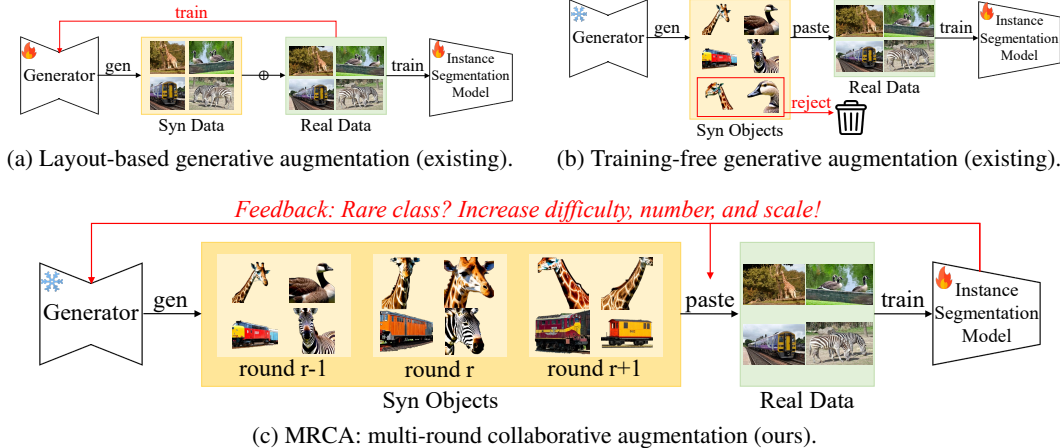 train
Generator
gen
Syn Data
⊕
Real Data
train
Instance
Segmentation
Model
(a) Layout-based generative augmentation (existing).
Generator
gen
Syn Objects
paste
reject
Real Data
train
Instance
Segmentation
Model
(b) Training-free generative augmentation (existing).
Feedback: Rare class? Increase difficulty, number, and scale!
Generator
gen
round r-1
round r
round r+1
Syn Objects
paste
Real Data
train
Instance
Segmentation
Model
(c) MRCA: multi-round collaborative augmentation (ours).